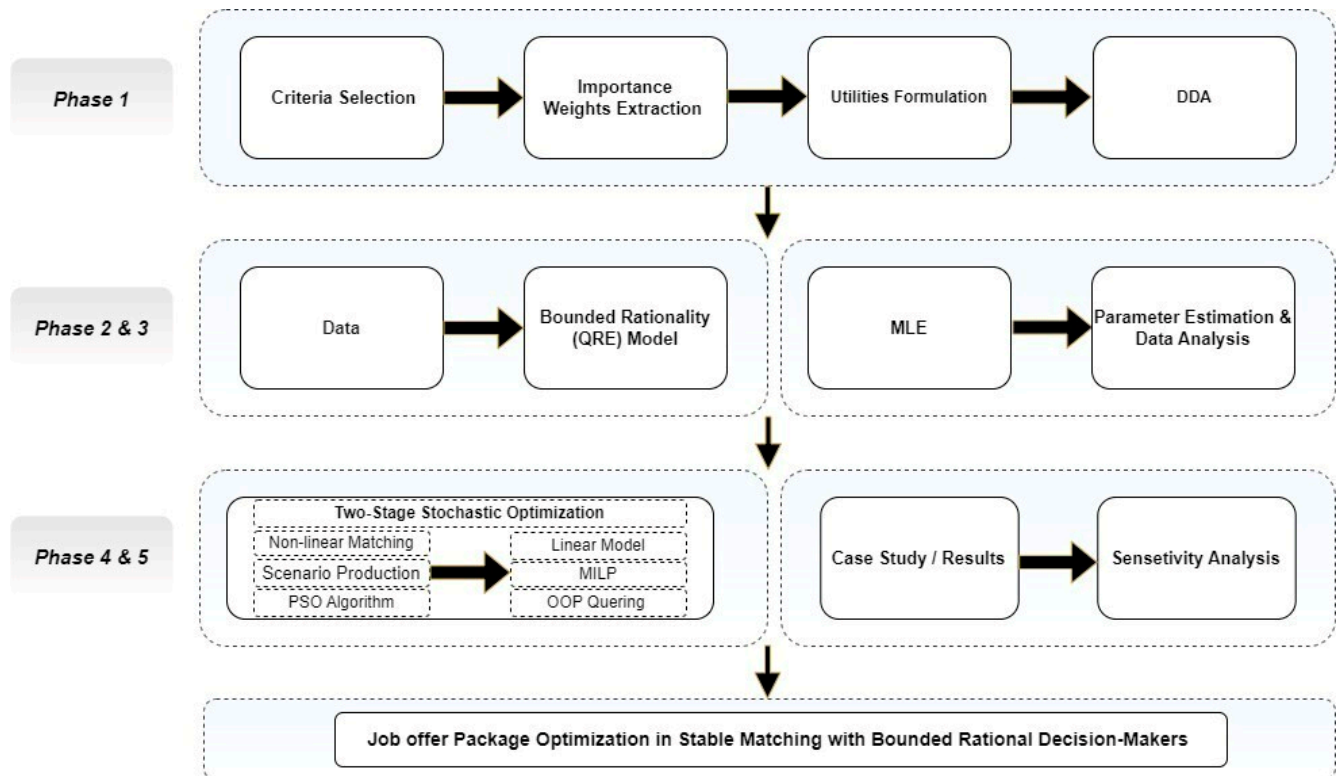 Phase 1
Criteria Selection
Importance
Weights Extraction
Utilities Formulation
DDA
Phase 2 & 3
Data
Bounded Rationality
(QRE) Model
MLE
Parameter Estimation &
Data Analysis
Phase 4 & 5
Two-Stage Stochastic Optimization
Non-linear Matching
Scenario Production
PSO Algorithm
Linear Model
MILP
OOP Quering
Case Study / Results
Sensetivity Analysis
Job offer Package Optimization in Stable Matching with Bounded Rational Decision-Makers